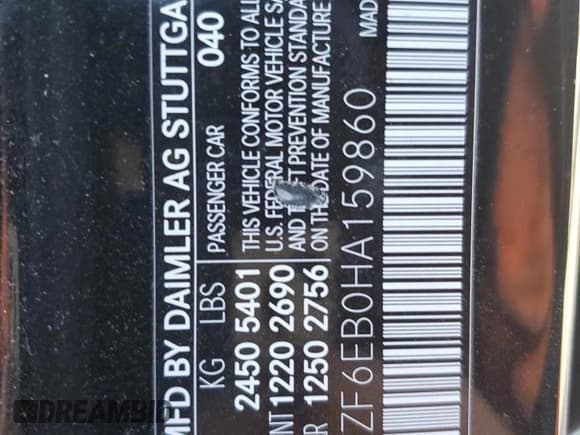 MFD BY DAIMLER AG STUTTGA
KG LBS PASSENGER CAR 040
2450 5401 THIS VEHICLE CONFORMS TO ALL
NT 1220 2690 U.S. FEDERAL MOTOR VEHICLE SA
R 1250 2756 AND THEFT PREVENTION STANDA
ON THE DATE OF MANUFACTURE
MAD
ZF6EB0HA159860
DREAMBID